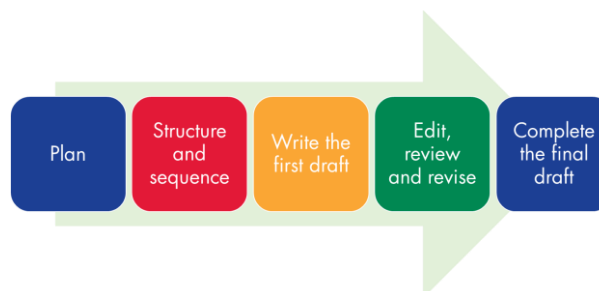 Plan
Structure
and
sequence
Write the
first draft
Edit,
review
and revise
Complete
the final
draft